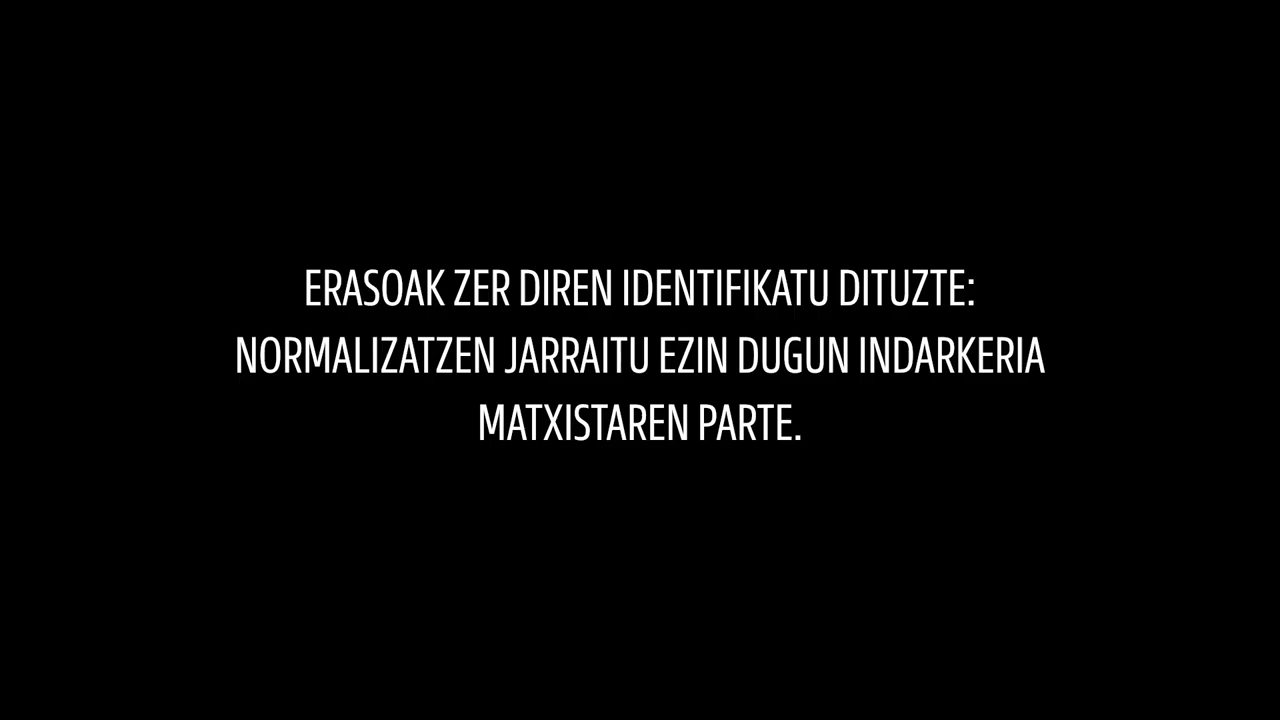 ERASOAK ZER DIREN IDENTIFIKATU DITUZTE:
NORMALIZATZEN JARRAITU EZIN DUGUN INDARKERIA
MATXISTAREN PARTE.